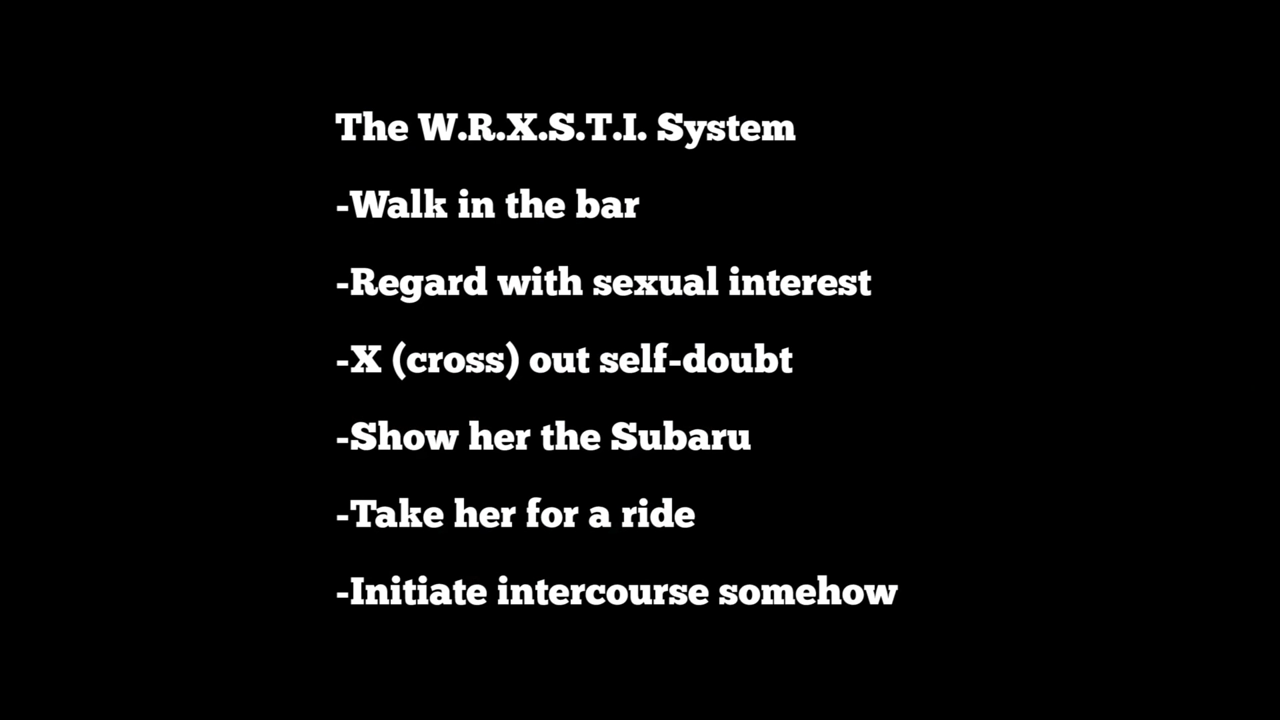 The W.R.X.S.T.I. System
-Walk in the bar
-Regard with sexual interest
-X (cross) out self-doubt
-Show her the Subaru
-Take her for a ride
-Initiate intercourse somehow